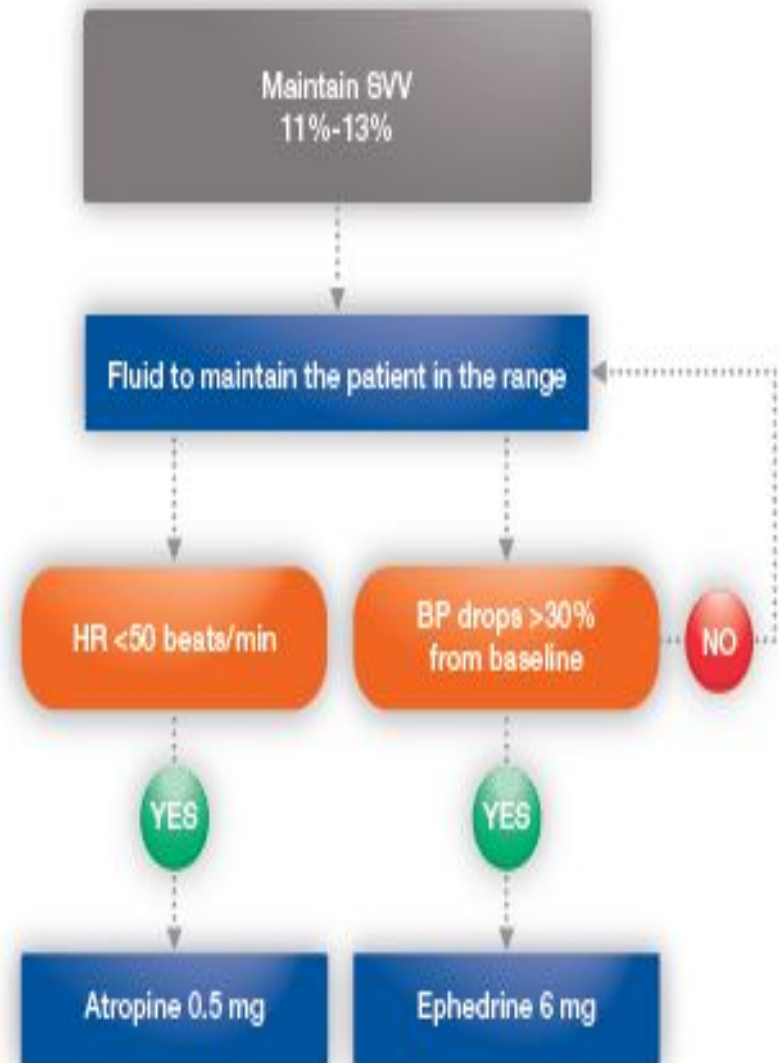 Maintain SVV
11%-13%
Fluid to maintain the patient in the range
HR <50 beats/min
BP drops >30%
from baseline
NO
YES
YES
Atropine 0.5 mg
Ephedrine 6 mg